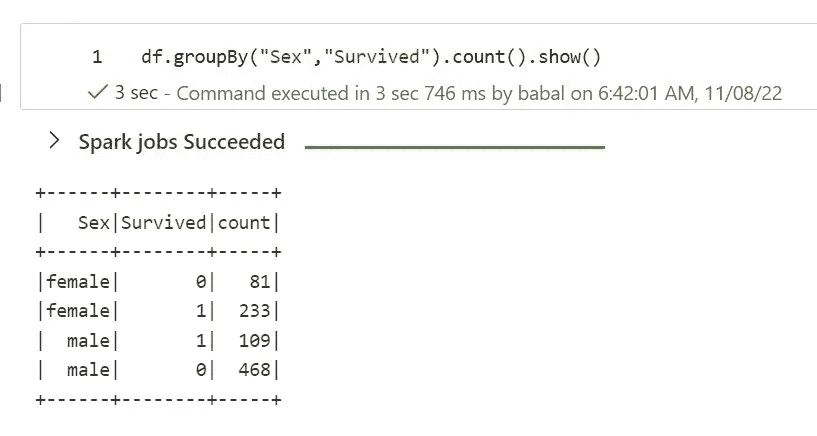 1 df.groupBy("Sex","Survived").count().show()
3 sec - Command executed in 3 sec 746 ms by babal on 6:42:01 AM, 11/08/22
Spark jobs Succeeded
+------+--------+-----+
|   Sex|Survived|count|
+------+--------+-----+
|female|       0|   81|
|female|       1|  233|
|  male|       1|  109|
|  male|       0|  468|
+------+--------+-----+